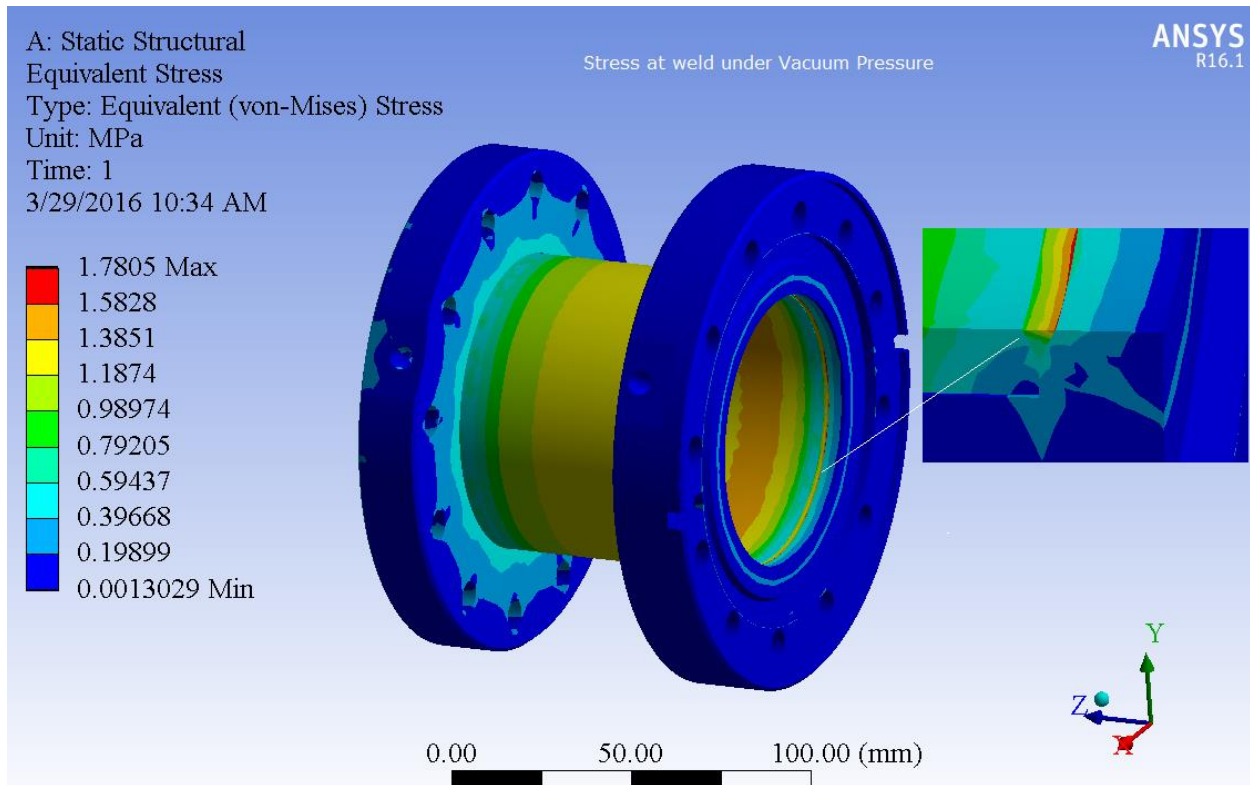 A: Static Structural
Equivalent Stress
Type: Equivalent (von-Mises) Stress
Unit: MPa
Time: 1
3/29/2016 10:34 AM
Stress at weld under Vacuum Pressure
ANSYS
R16.1
1.7805 Max
1.5828
1.3851
1.1874
0.98974
0.79205
0.59437
0.39668
0.19899
0.0013029 Min
Y
Z
X
0.00
50.00
100.00 (mm)